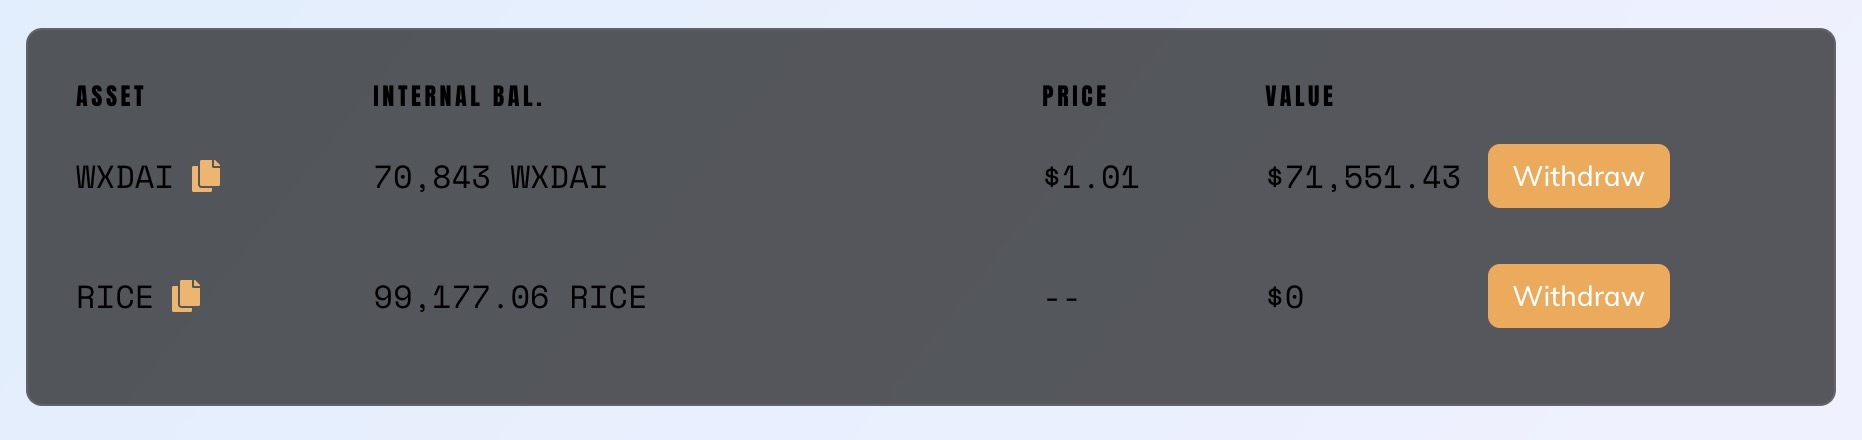 ASSET INTERNAL BAL. PRICE VALUE
WXDAI 70,843 WXDAI $1.01 $71,551.43 Withdraw
RICE 99,177.06 RICE -- $0 Withdraw